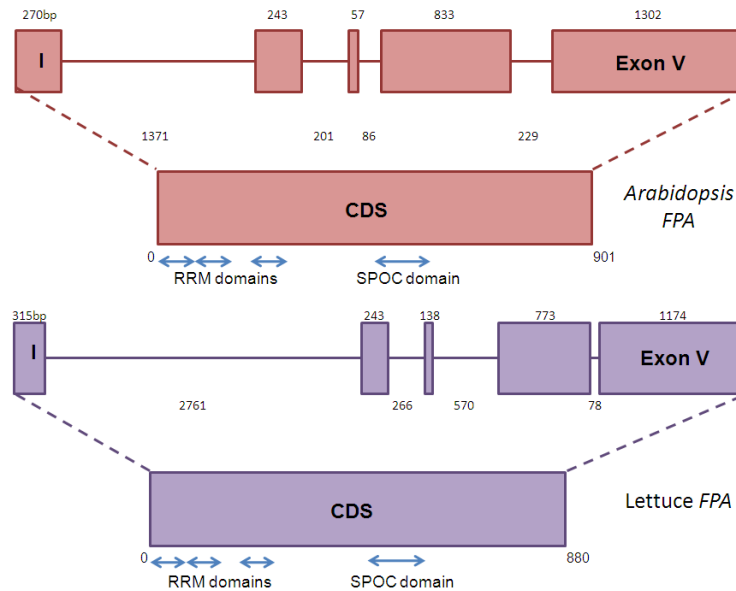 270bp 243 57 833 1302
I Exon V
1371 201 86 229
CDS
Arabidopsis
FPA
0 901
RRM domains SPOC domain
315bp 243 138 773 1174
I Exon V
2761 266 570 78
CDS
Lettuce FPA
0 880
RRM domains SPOC domain